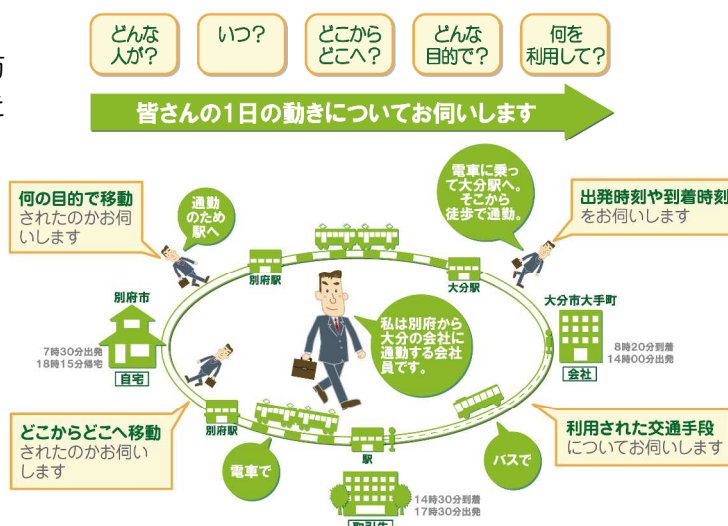 どんな
人が?
いつ?
どこから
どこへ?
どんな
目的で?
何を
利用して?
皆さんの1日の動きについてお伺いします
何の目的で移動
されたのかお伺
いします
通勤
のため
駅へ
電車に乗っ
て大分駅へ。
そこから
徒歩で通勤。
出発時刻や到着時刻
をお伺いします
別府駅
大分駅
別府市
大分市大手町
私は別府から
大分の会社に
通勤する会社
員です。
7時30分出発
18時15分帰宅
自宅
8時20分到着
14時00分出発
会社
どこからどこへ移動
されたのかお伺い
します
別府駅
電車で
駅
バスで
利用された交通手段
についてお伺いします
14時30分到着
17時30分出発
取引先